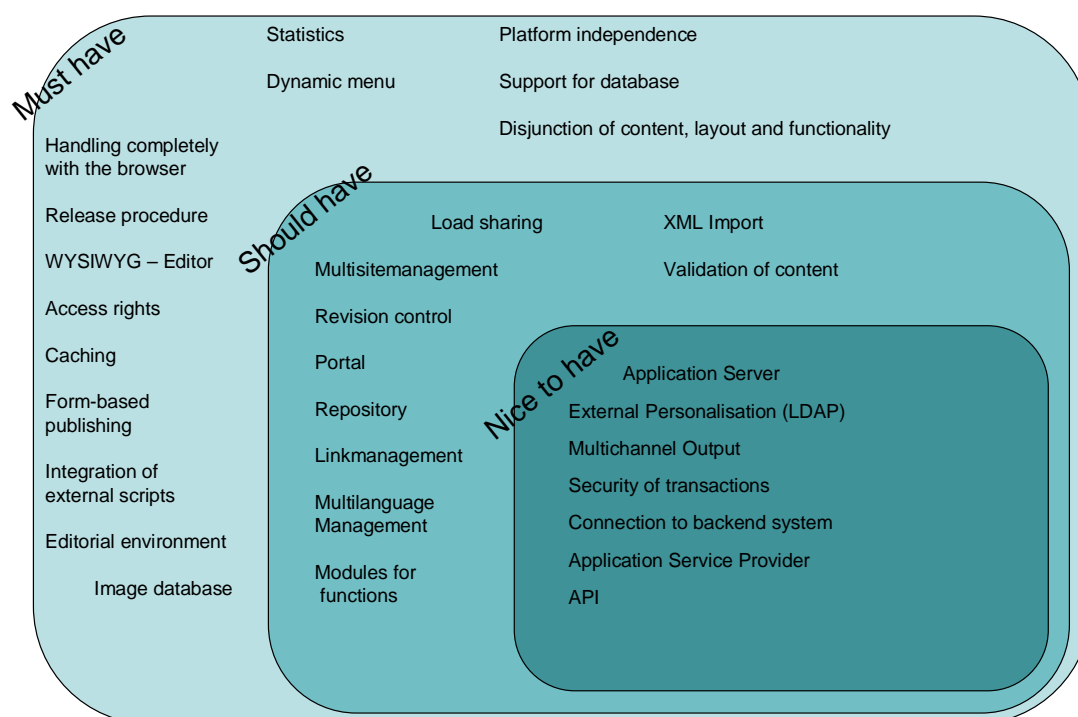 Must have
Statistics
Dynamic menu
Platform independence
Support for database
Disjunction of content, layout and functionality
Handling completely
with the browser
Release procedure
WYSIWYG – Editor
Access rights
Caching
Form-based
publishing
Integration of
external scripts
Editorial environment
Image database
Should have
Load sharing
Multisitemanagement
Revision control
Portal
Repository
Linkmanagement
Multilanguage
Management
Modules for
functions
XML Import
Validation of content
Nice to have
Application Server
External Personalisation (LDAP)
Multichannel Output
Security of transactions
Connection to backend system
Application Service Provider
API